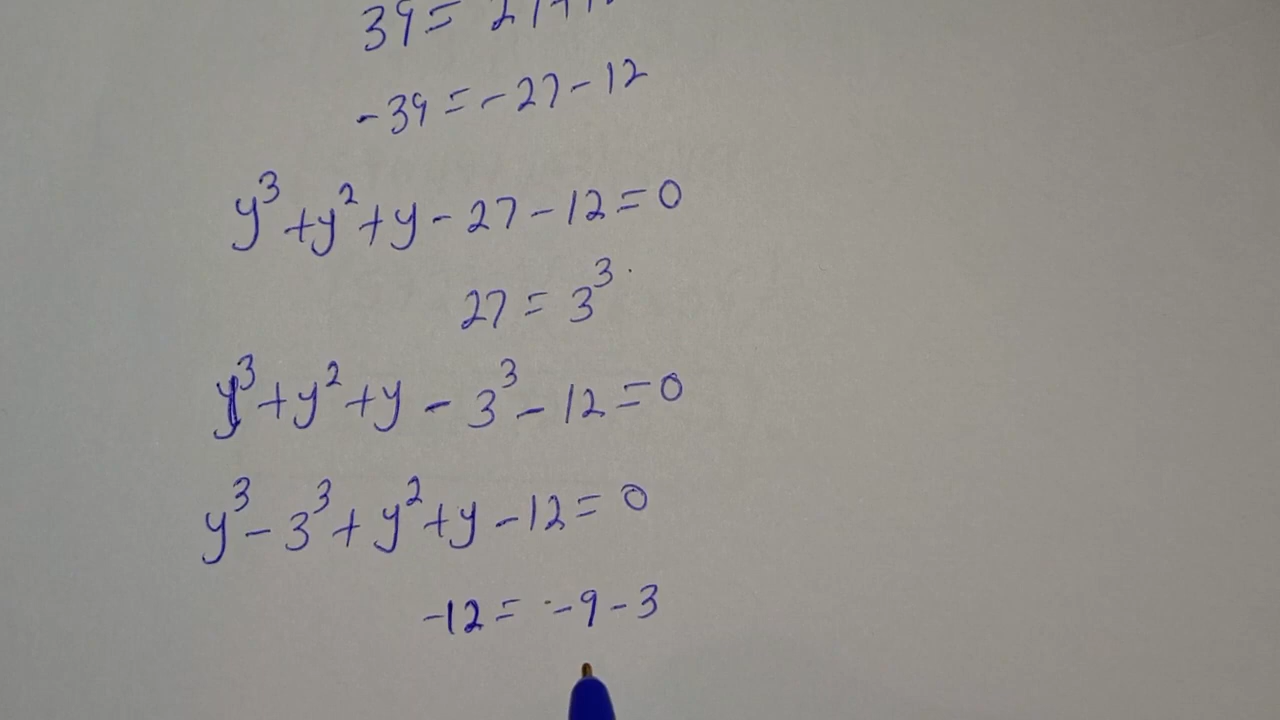 39 =
-39 = -27 - 12
y³ + y² + y - 27 - 12 = 0
27 = 3³
y³ + y² + y - 3³ - 12 = 0
y³ - 3³ + y² + y - 12 = 0
-12 = -9 - 3